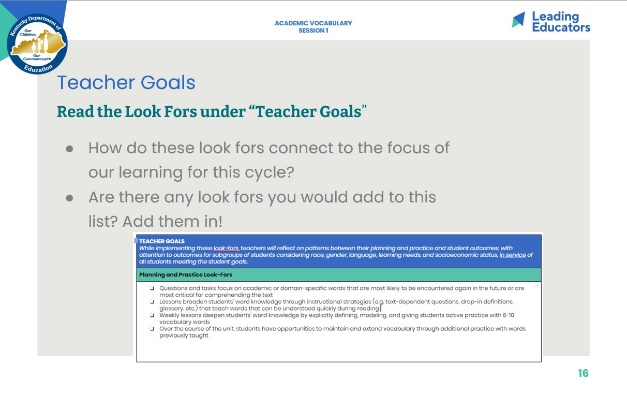 Kentucky Department of
Our Children,
Our Commonwealth
Education
ACADEMIC VOCABULARY
SESSION 1
Leading
Educators
Teacher Goals
Read the Look Fors under “Teacher Goals”
● How do these look fors connect to the focus of
our learning for this cycle?
● Are there any look fors you would add to this
list? Add them in!
TEACHER GOALS
While implementing these look-fors, teachers will reflect on patterns between their planning and practice and student outcomes, with
attention to outcomes for subgroups of students considering race, gender, language, learning needs, and socioeconomic status, in service of
all students meeting the student goals.
Planning and Practice Look-Fors
❏ Questions and tasks focus on academic or domain-specific words that are most likely to be encountered again in the future or are
most critical for comprehending the text
❏ Lessons broaden students' word knowledge through instructional strategies (e.g. text-dependent questions, drop-in definitions,
glossary, etc.) that teach words that can be understood quickly during reading
❏ Weekly lessons deepen students' word knowledge by explicitly defining, modeling, and giving students active practice with 6-10
vocabulary words
❏ Over the course of the unit, students have opportunities to maintain and extend vocabulary through additional practice with words
previously taught
16